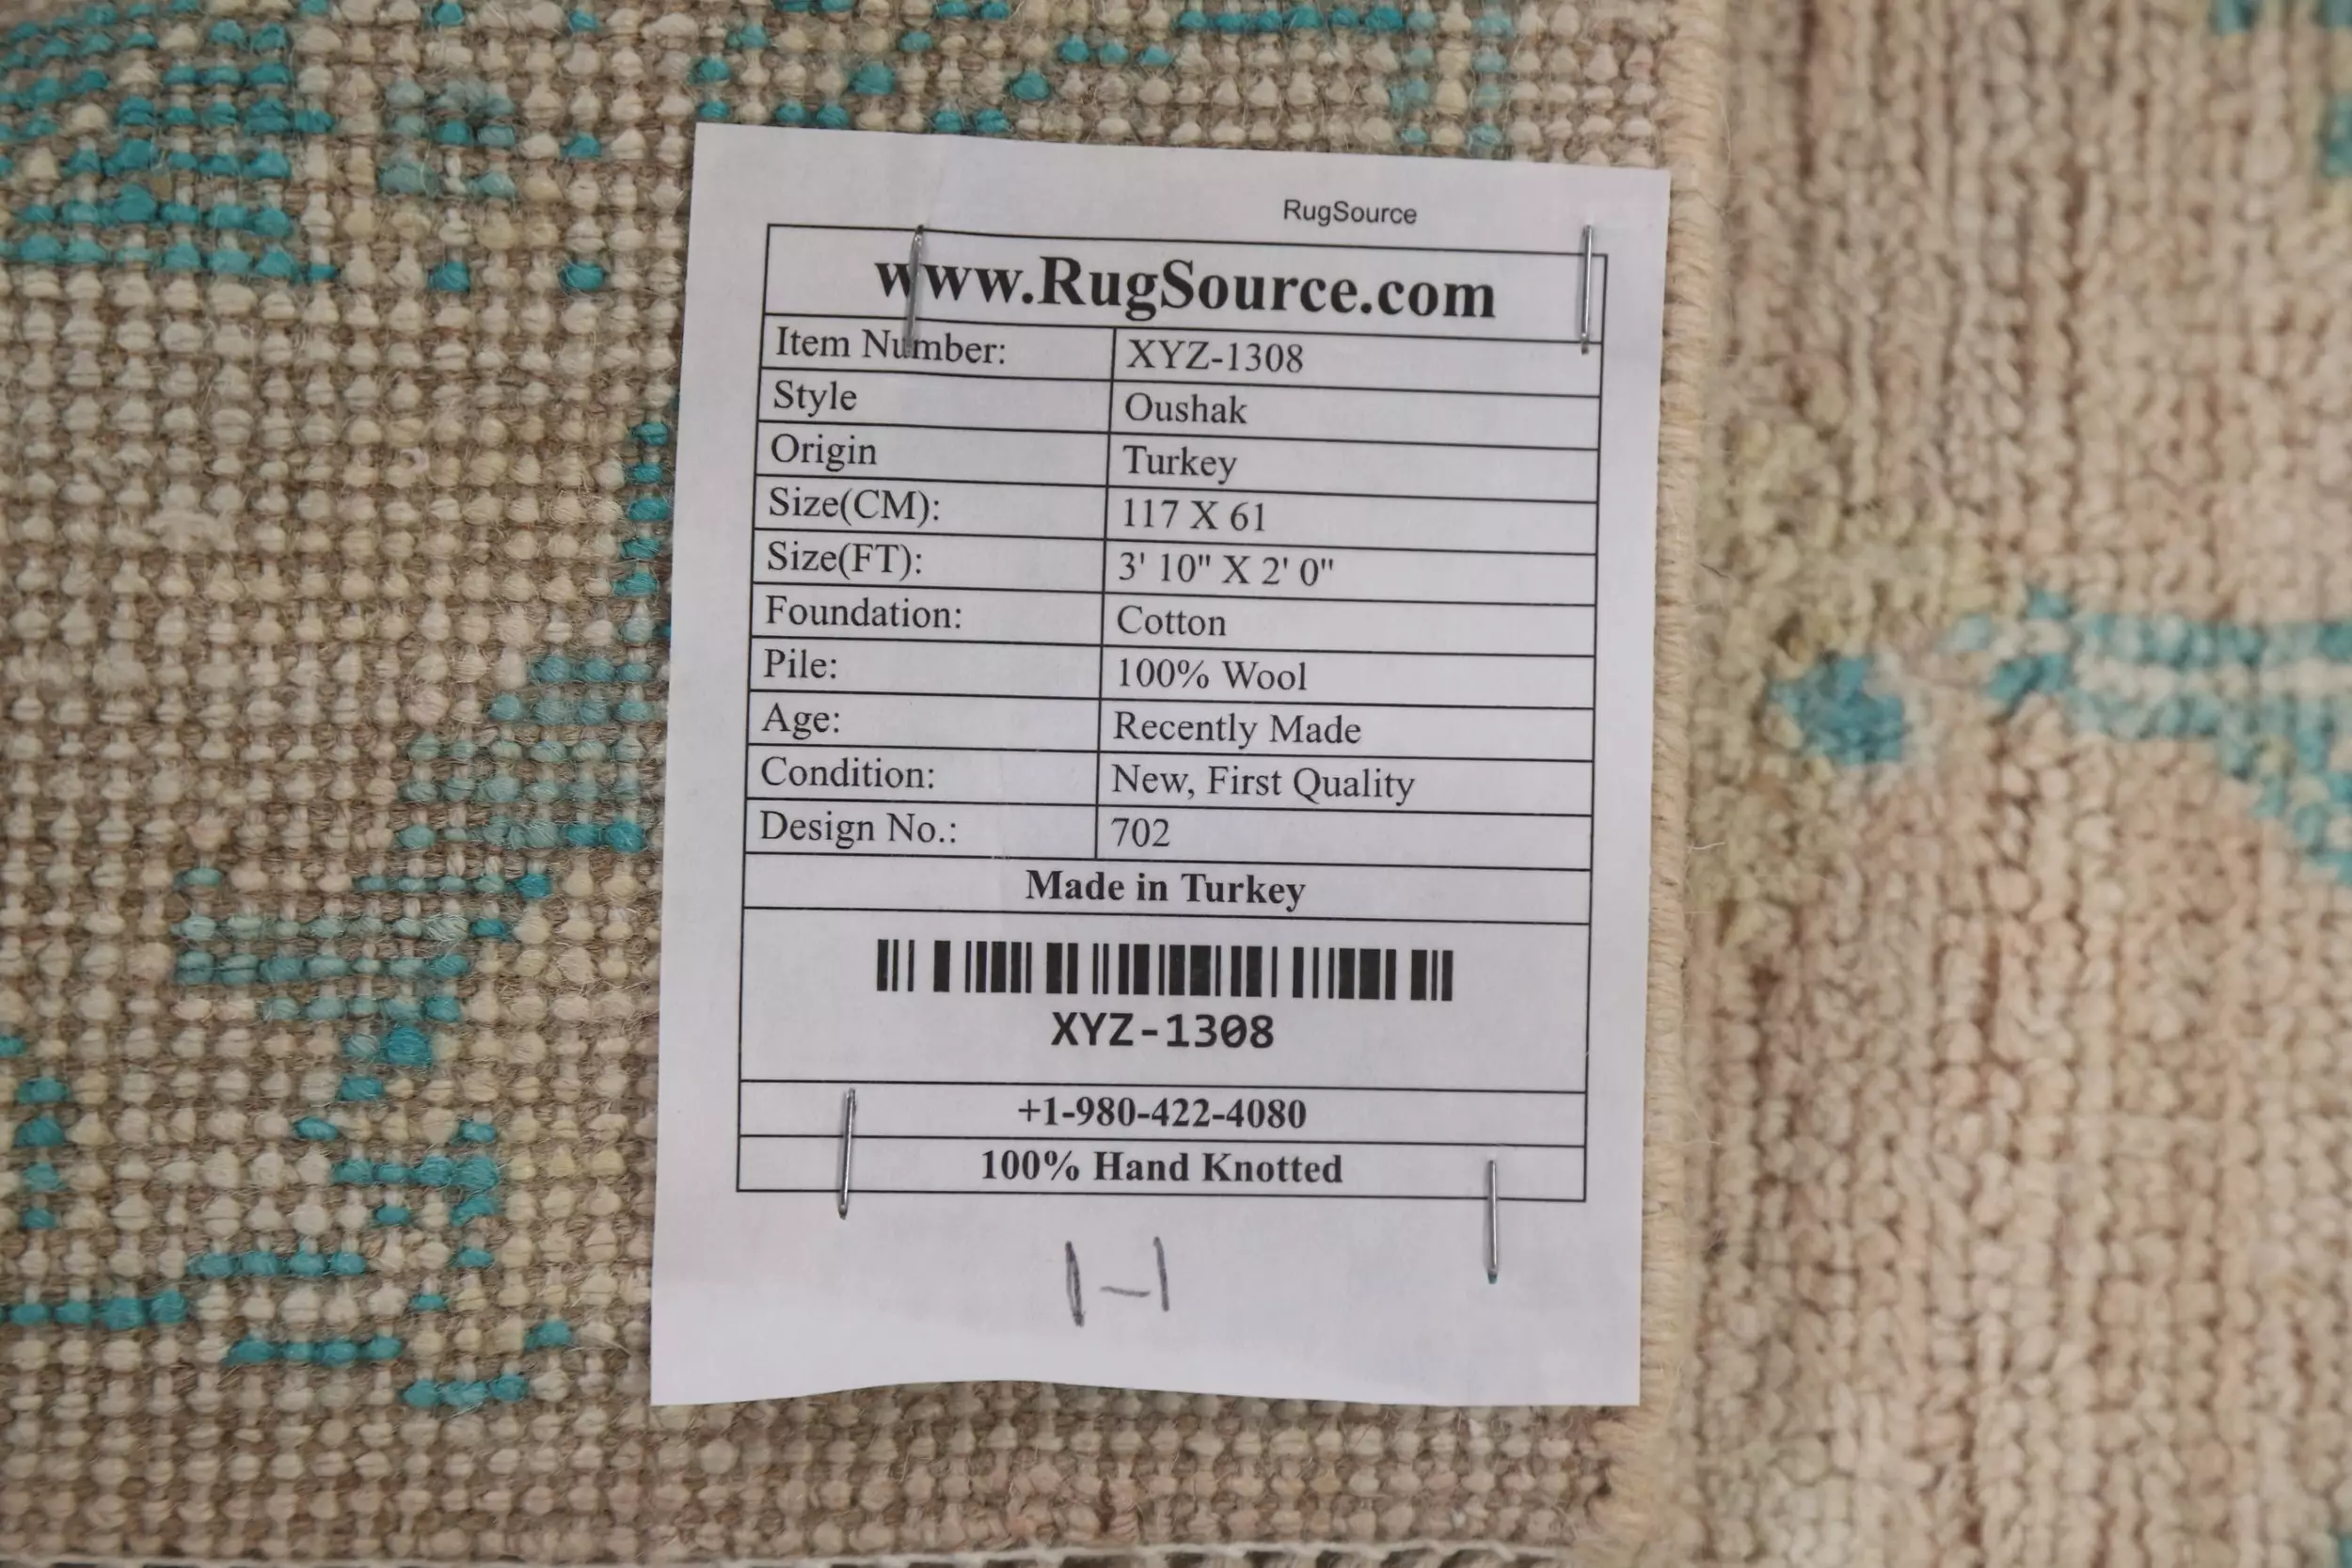 RugSource
www.RugSource.com
Item Number: XYZ-1308
Style Oushak
Origin Turkey
Size(CM): 117 X 61
Size(FT): 3' 10" X 2' 0"
Foundation: Cotton
Pile: 100% Wool
Age: Recently Made
Condition: New, First Quality
Design No.: 702
Made in Turkey
XYZ-1308
+1-980-422-4080
100% Hand Knotted
1-1